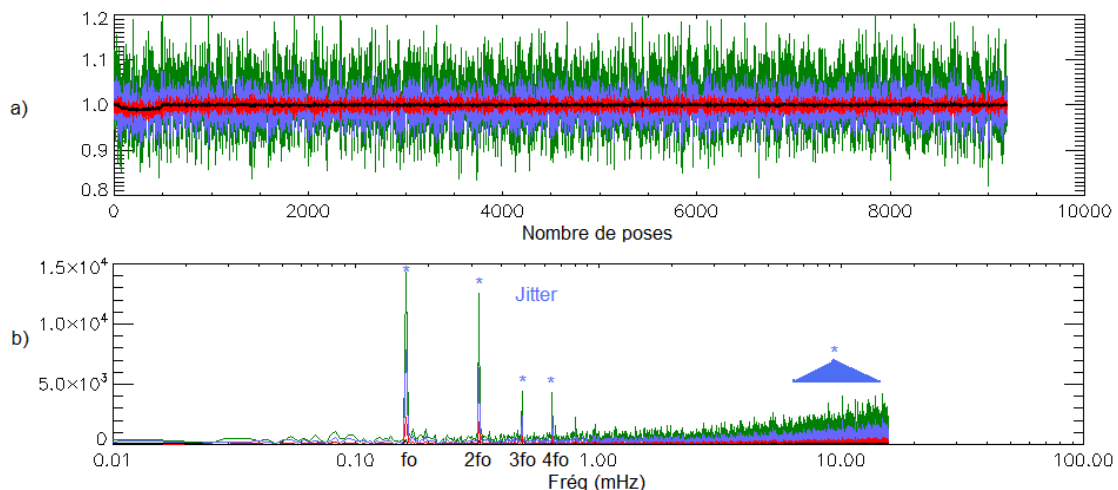 a)
1.2
1.1
1.0
0.9
0.8
0 2000 4000 6000 8000 10000
Nombre de poses
b)
1.5×10⁴
1.0×10⁴
5.0×10³
0
* * * * *
Jitter
0.01 0.10 fo 2fo 3fo 4fo 1.00 10.00 100.00
Fréq (mHz)